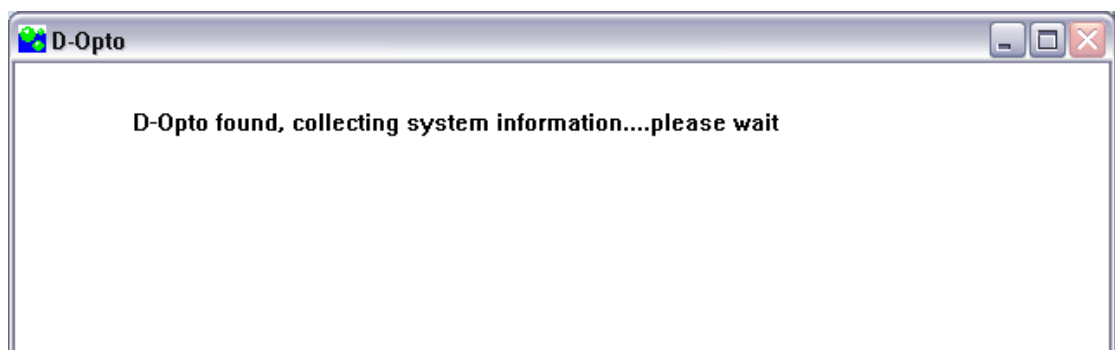 D-Opto
D-Opto found, collecting system information....please wait